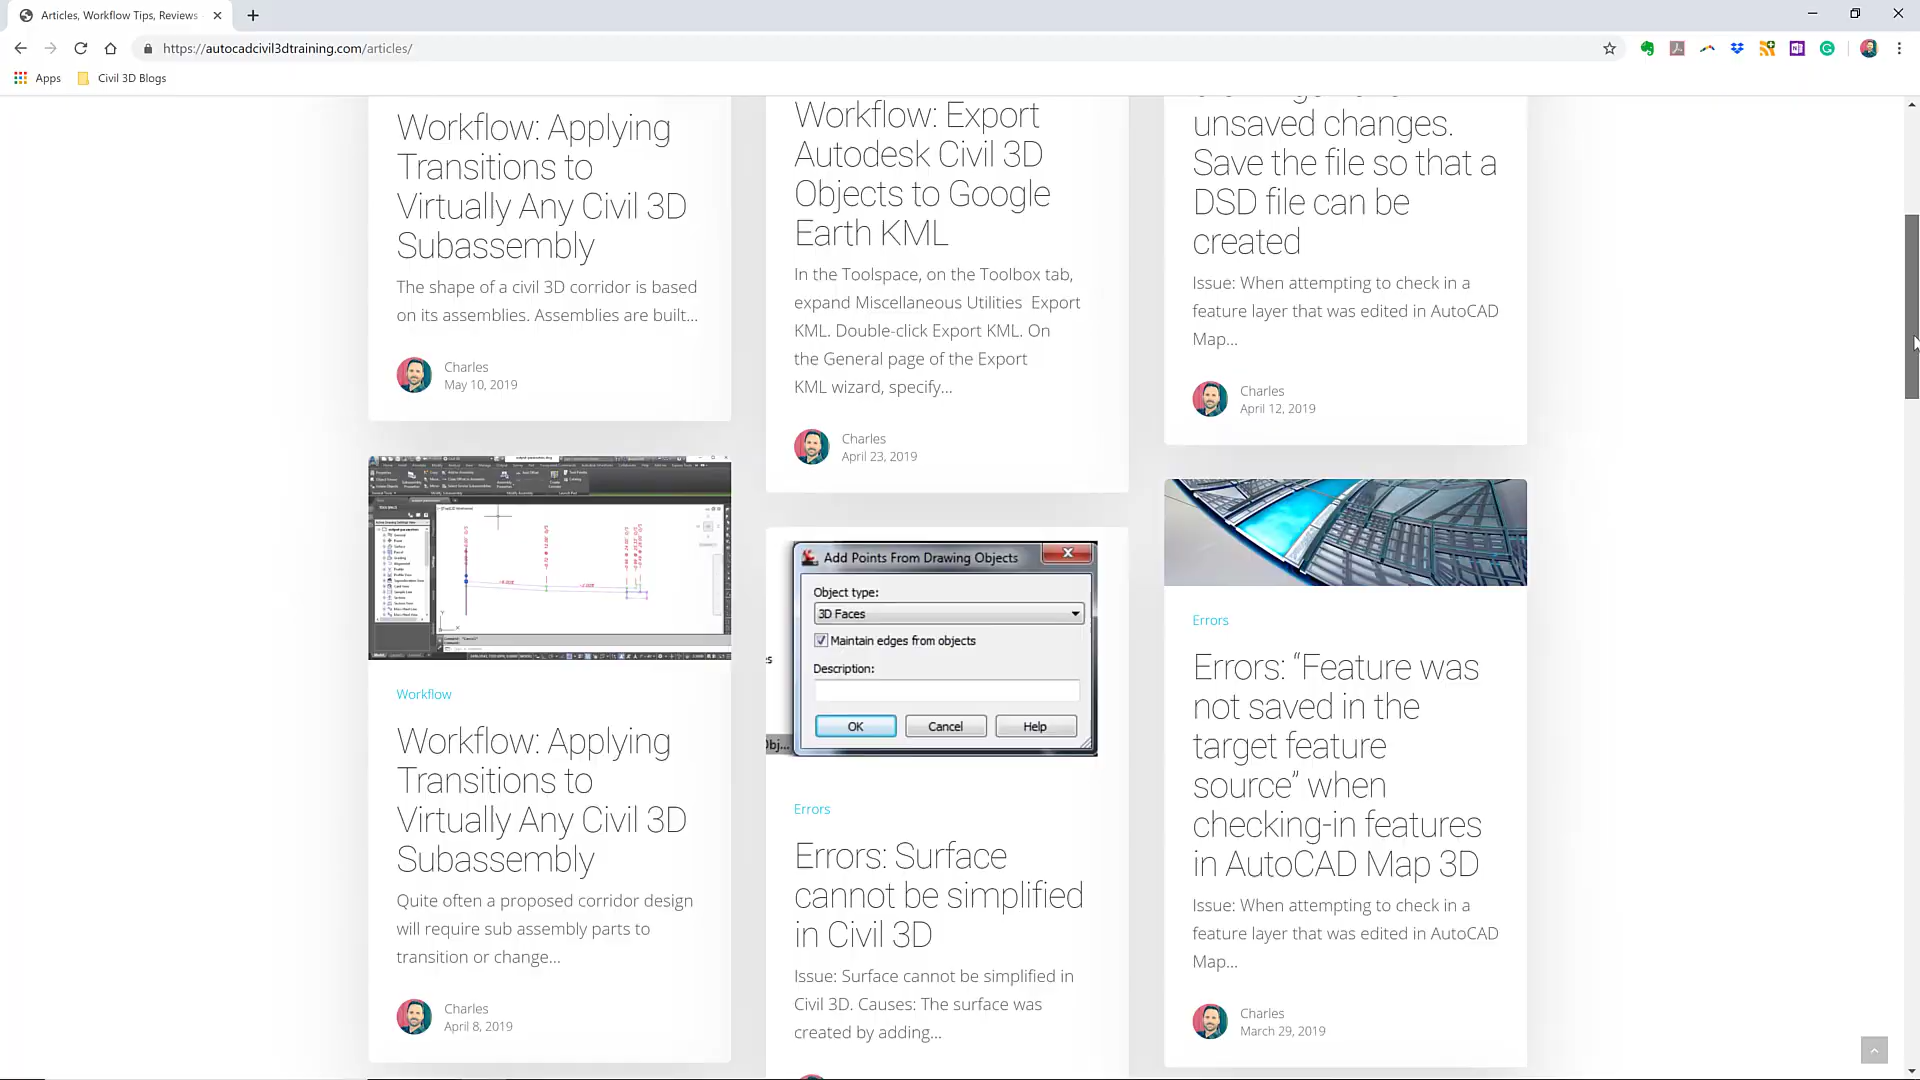 Articles, Workflow Tips, Reviews
https://autocadcivil3dtraining.com/articles/
Apps
Civil 3D Blogs
Workflow: Applying
Transitions to
Virtually Any Civil 3D
Subassembly
The shape of a civil 3D corridor is based
on its assemblies. Assemblies are built...
Charles
May 10, 2019
Workflow
Workflow: Applying
Transitions to
Virtually Any Civil 3D
Subassembly
Quite often a proposed corridor design
will require sub assembly parts to
transition or change...
Charles
April 8, 2019
Workflow: Export
Autodesk Civil 3D
Objects to Google
Earth KML
In the Toolspace, on the Toolbox tab,
expand Miscellaneous Utilities  Export
KML. Double-click Export KML. On
the General page of the Export
KML wizard, specify...
Charles
April 23, 2019
Add Points From Drawing Objects
Object type:
3D Faces
Maintain edges from objects
Description:
OK
Cancel
Help
Errors
Errors: Surface
cannot be simplified
in Civil 3D
Issue: Surface cannot be simplified in
Civil 3D. Causes: The surface was
created by adding...
unsaved changes.
Save the file so that a
DSD file can be
created
Issue: When attempting to check in a
feature layer that was edited in AutoCAD
Map...
Charles
April 12, 2019
Errors
Errors: “Feature was
not saved in the
target feature
source” when
checking-in features
in AutoCAD Map 3D
Issue: When attempting to check in a
feature layer that was edited in AutoCAD
Map...
Charles
March 29, 2019